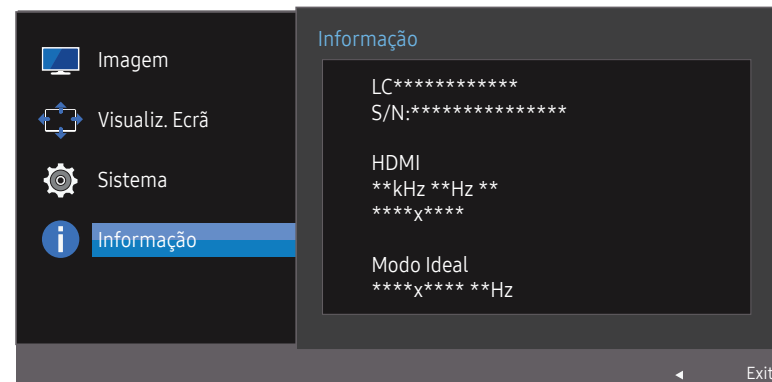 Imagem
Visualiz. Ecrã
Sistema
Informação
Informação
LC************
S/N:***************
HDMI
**kHz **Hz **
****x****
Modo Ideal
****x**** **Hz
Exit